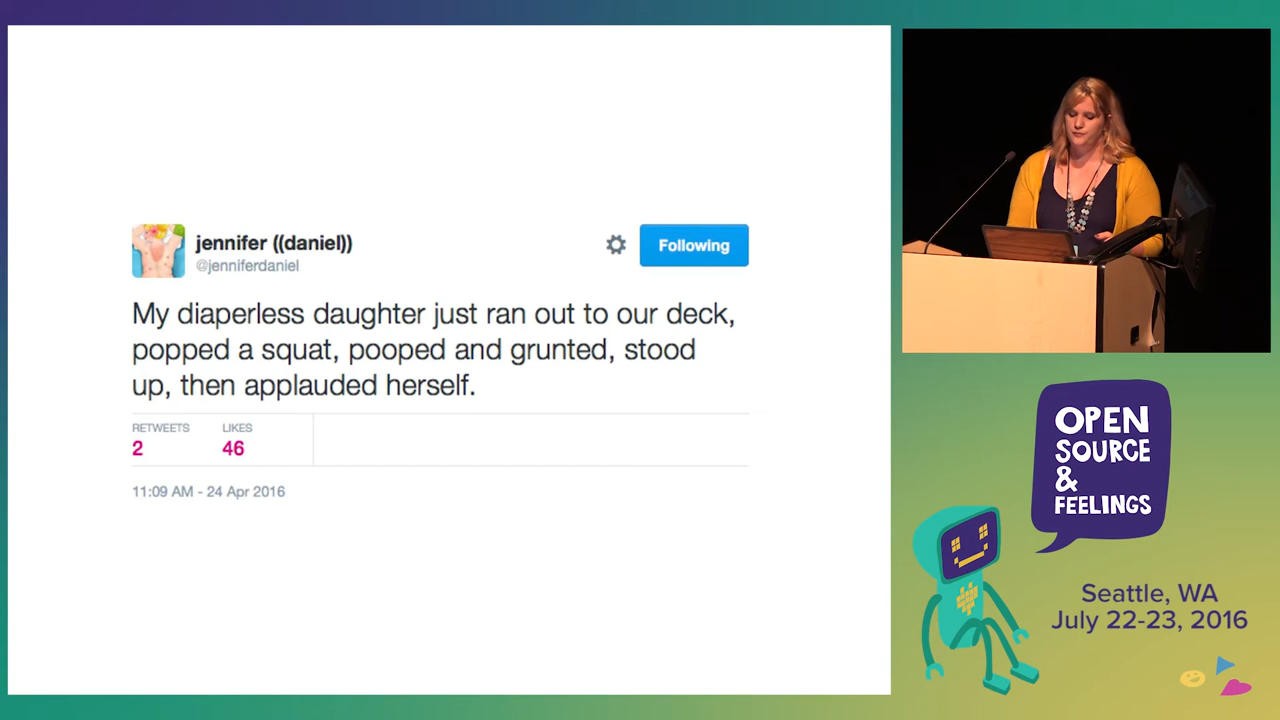 jennifer ((daniel))
@jenniferdaniel
Following
My diaperless daughter just ran out to our deck,
popped a squat, pooped and grunted, stood
up, then applauded herself.
RETWEETS LIKES
2 46
11:09 AM - 24 Apr 2016
OPEN
SOURCE
&
FEELINGS
Seattle, WA
July 22-23, 2016